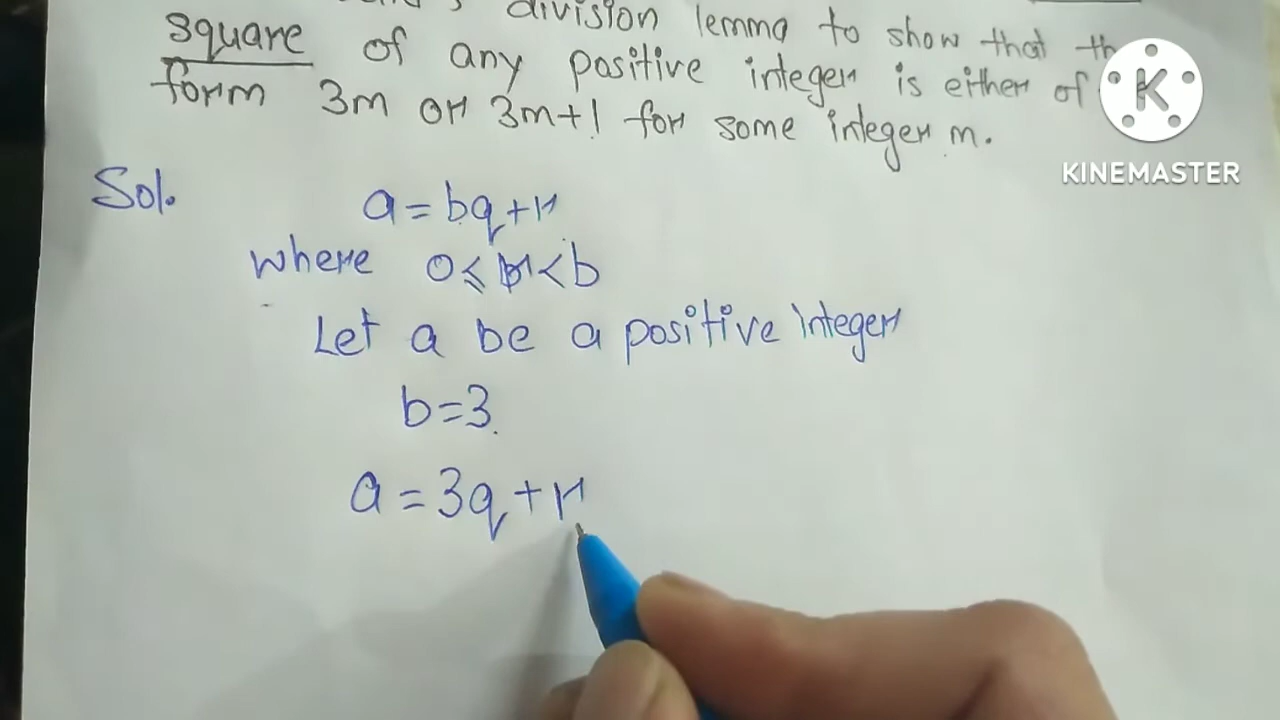 division lemma to show that
square of any positive integer is either of
form 3m or 3m+1 for some integer m.
KINEMASTER
Sol.
a = bq + r
where 0 ≤ r < b
Let a be a positive integer
b = 3.
a = 3q + r